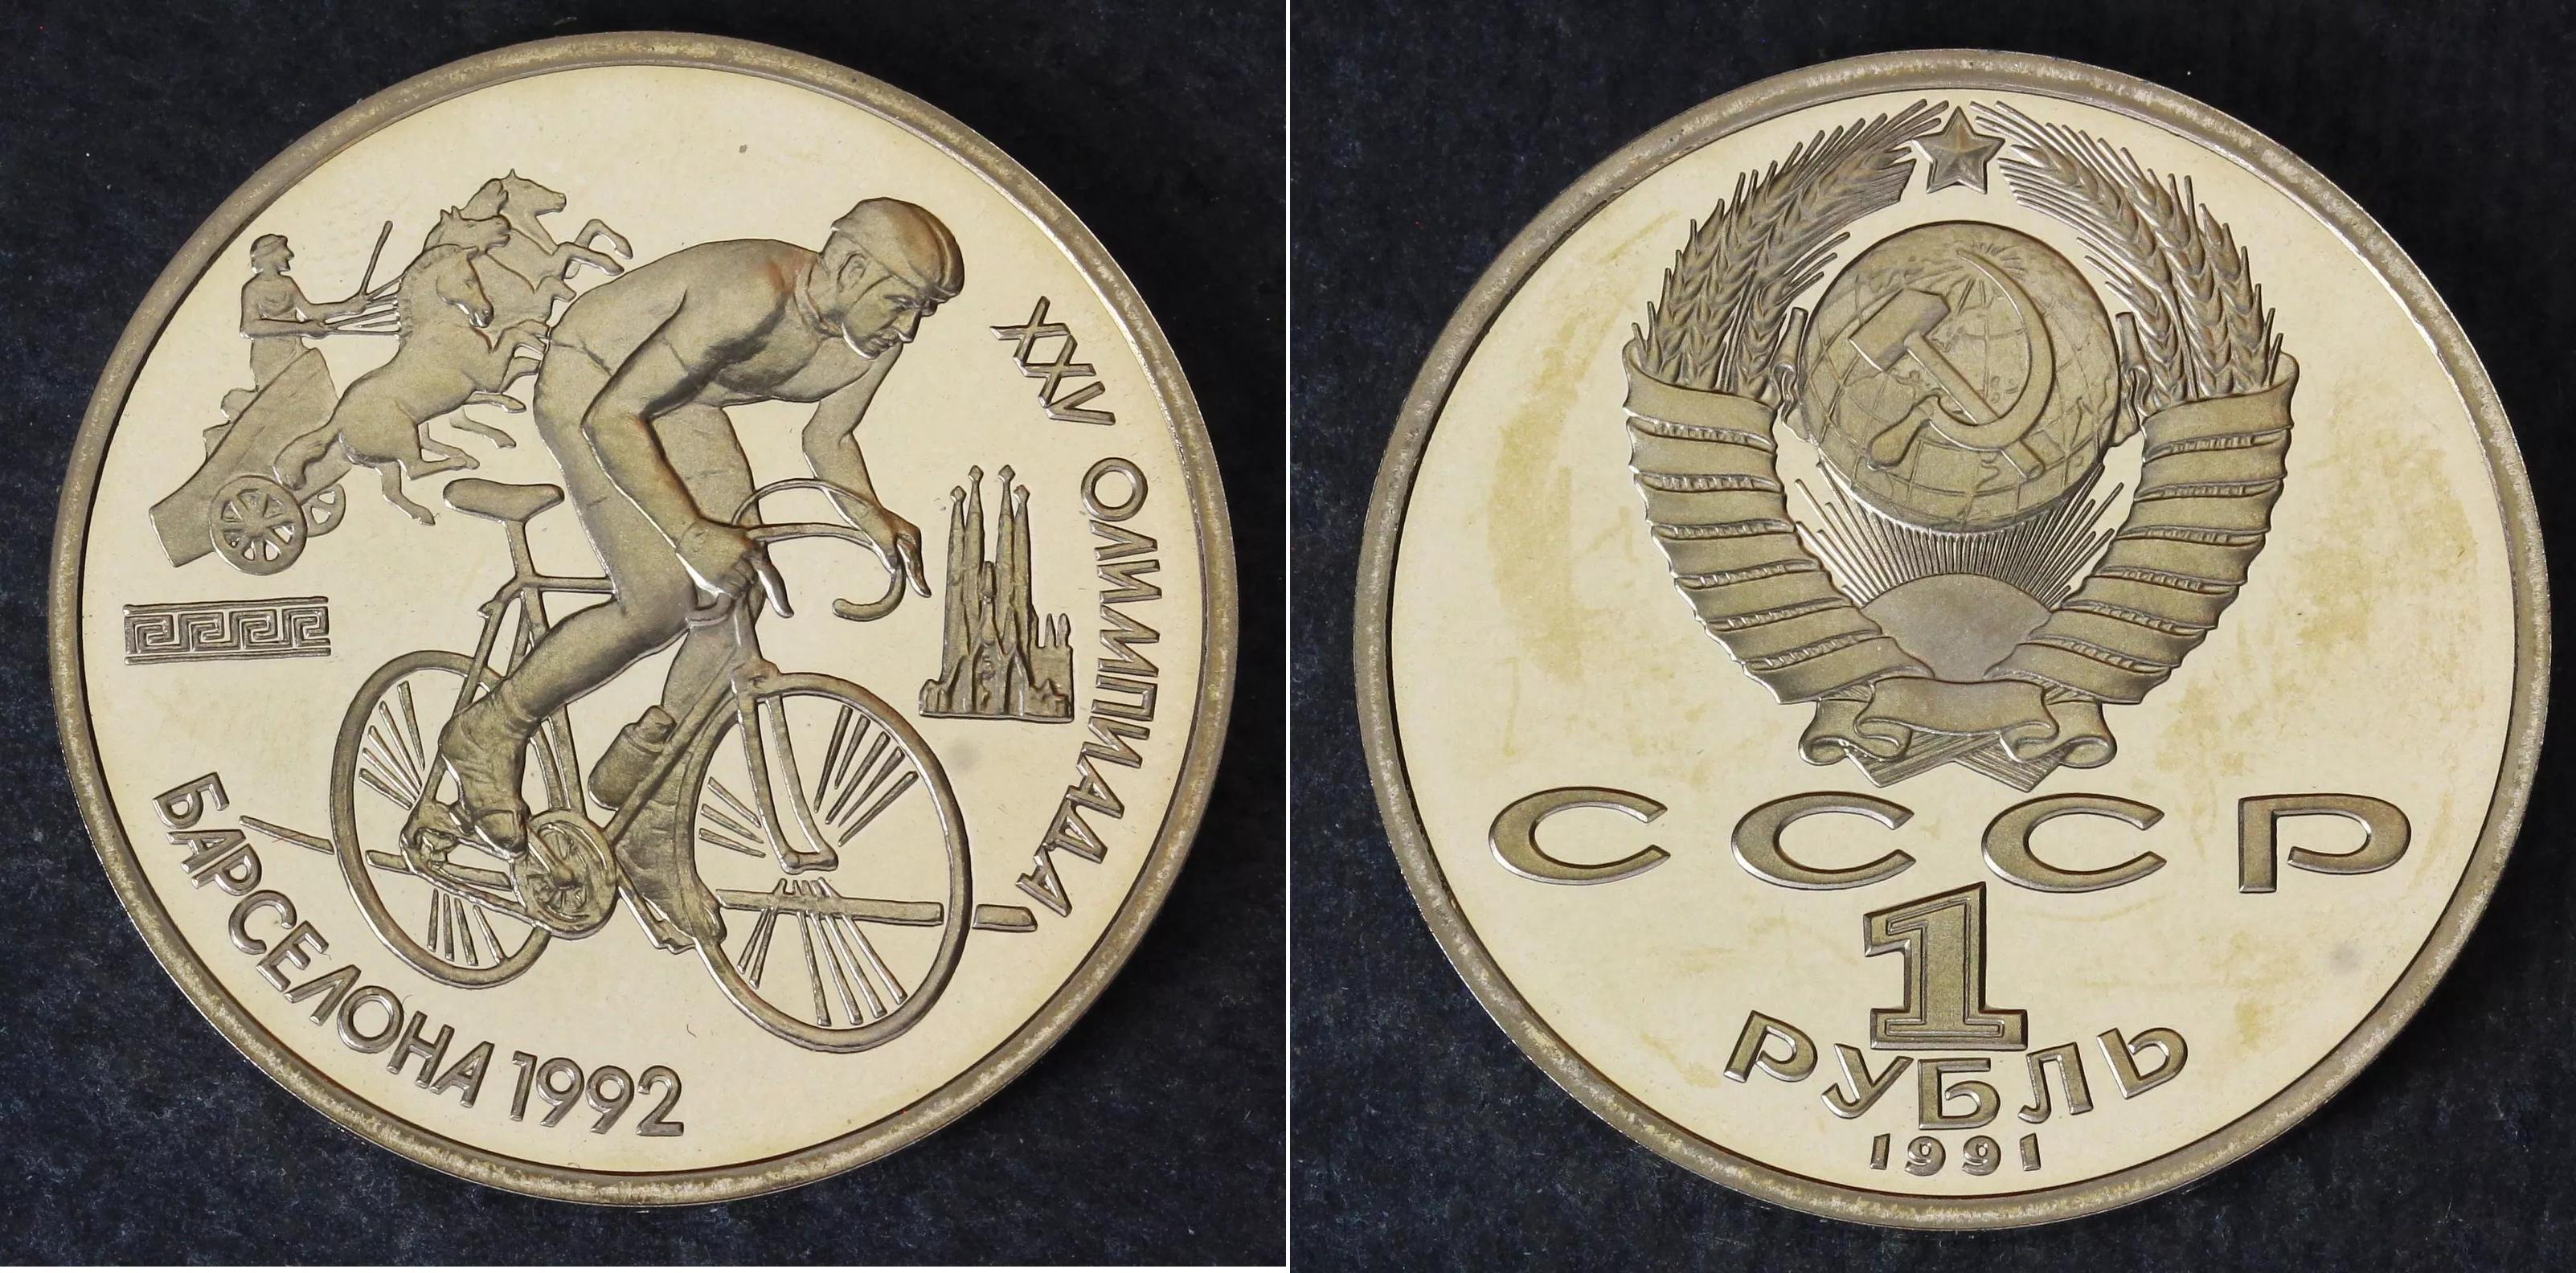 XXV ОЛИМПИАДА
БАРСЕЛОНА 1992
СССР
1
РУБЛЬ
1991